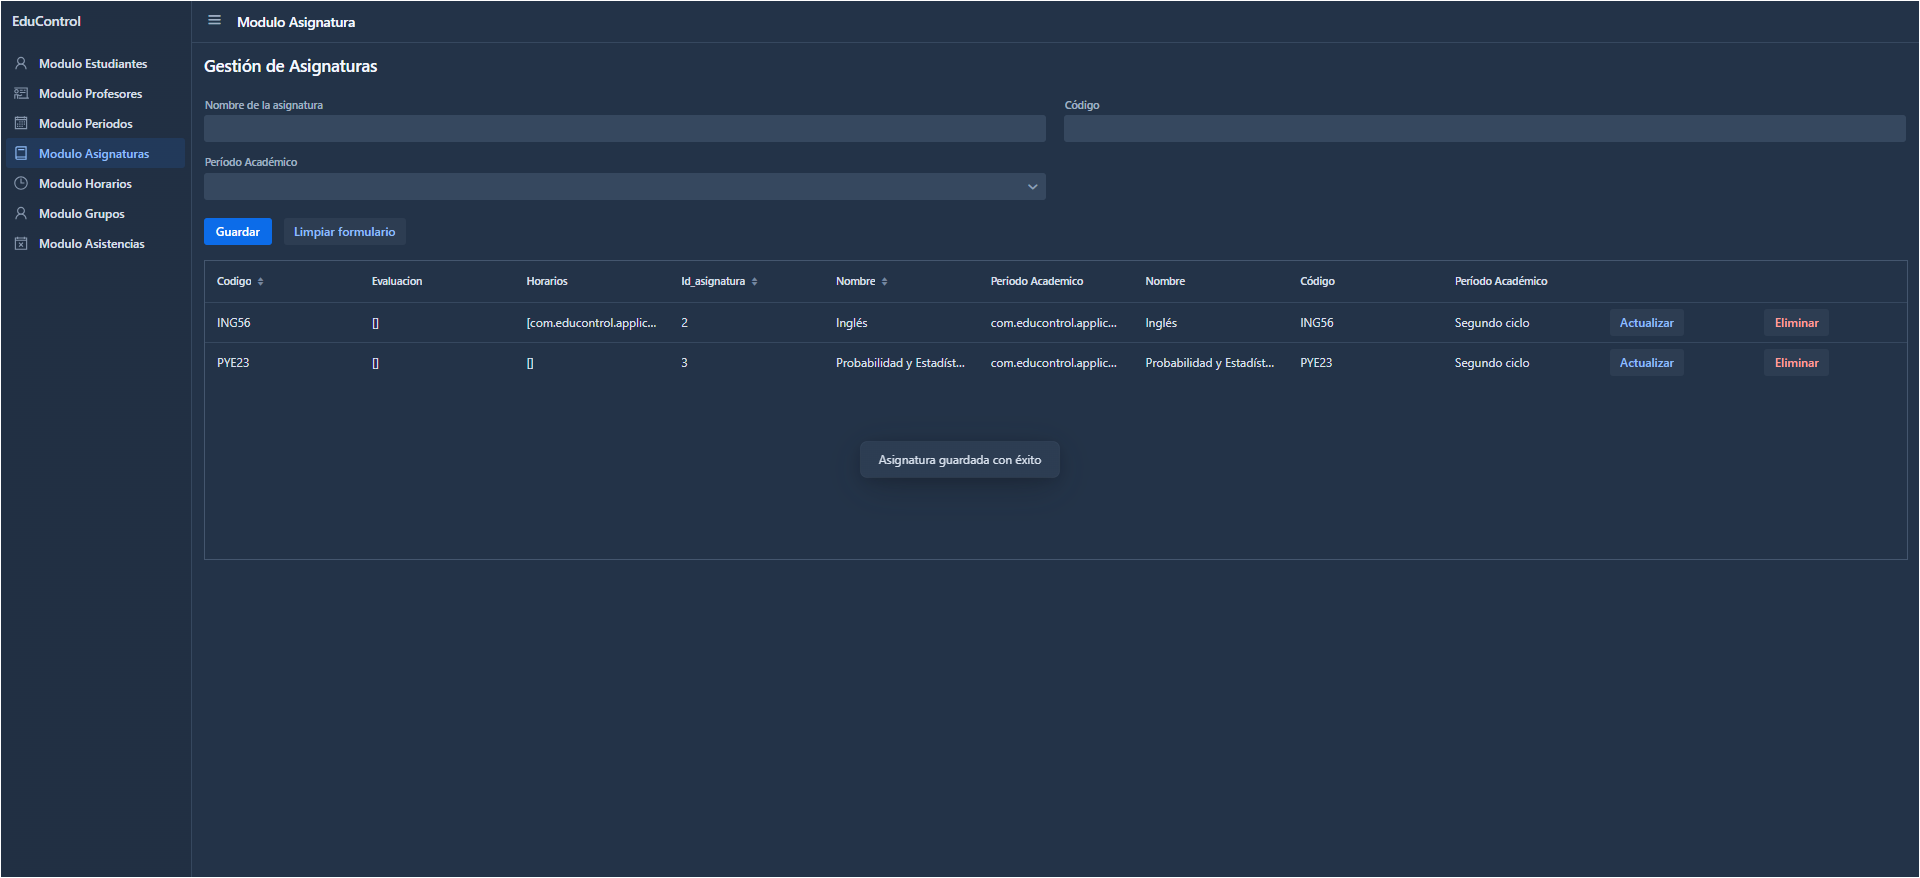 EduControl
Modulo Estudiantes
Modulo Profesores
Modulo Periodos
Modulo Asignaturas
Modulo Horarios
Modulo Grupos
Modulo Asistencias
Modulo Asignatura
Gestión de Asignaturas
Nombre de la asignatura Código
Período Académico
Guardar Limpiar formulario
Codigo Evaluacion Horarios Id_asignatura Nombre Periodo Academico Nombre Código Período Académico
ING56 [] [com.educontrol.applic... 2 Inglés com.educontrol.applic... Inglés ING56 Segundo ciclo Actualizar Eliminar
PYE23 [] [] 3 Probabilidad y Estadíst... com.educontrol.applic... Probabilidad y Estadíst... PYE23 Segundo ciclo Actualizar Eliminar
Asignatura guardada con éxito